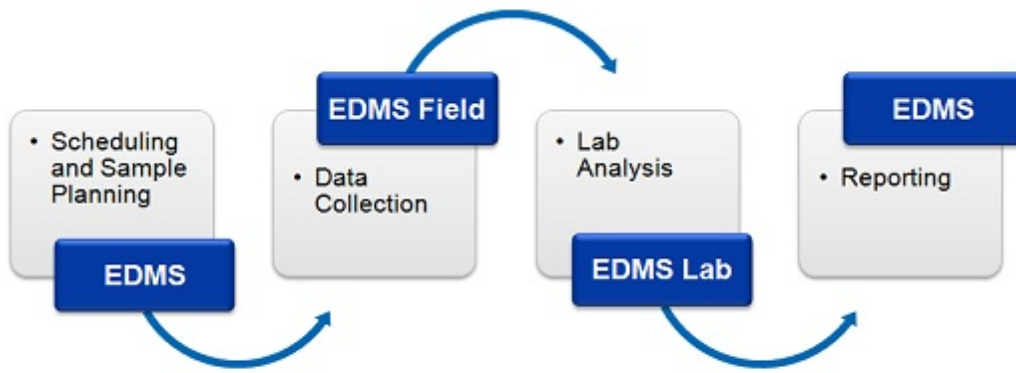 • Scheduling
and Sample
Planning
EDMS
EDMS Field
• Data
Collection
• Lab
Analysis
EDMS Lab
EDMS
• Reporting